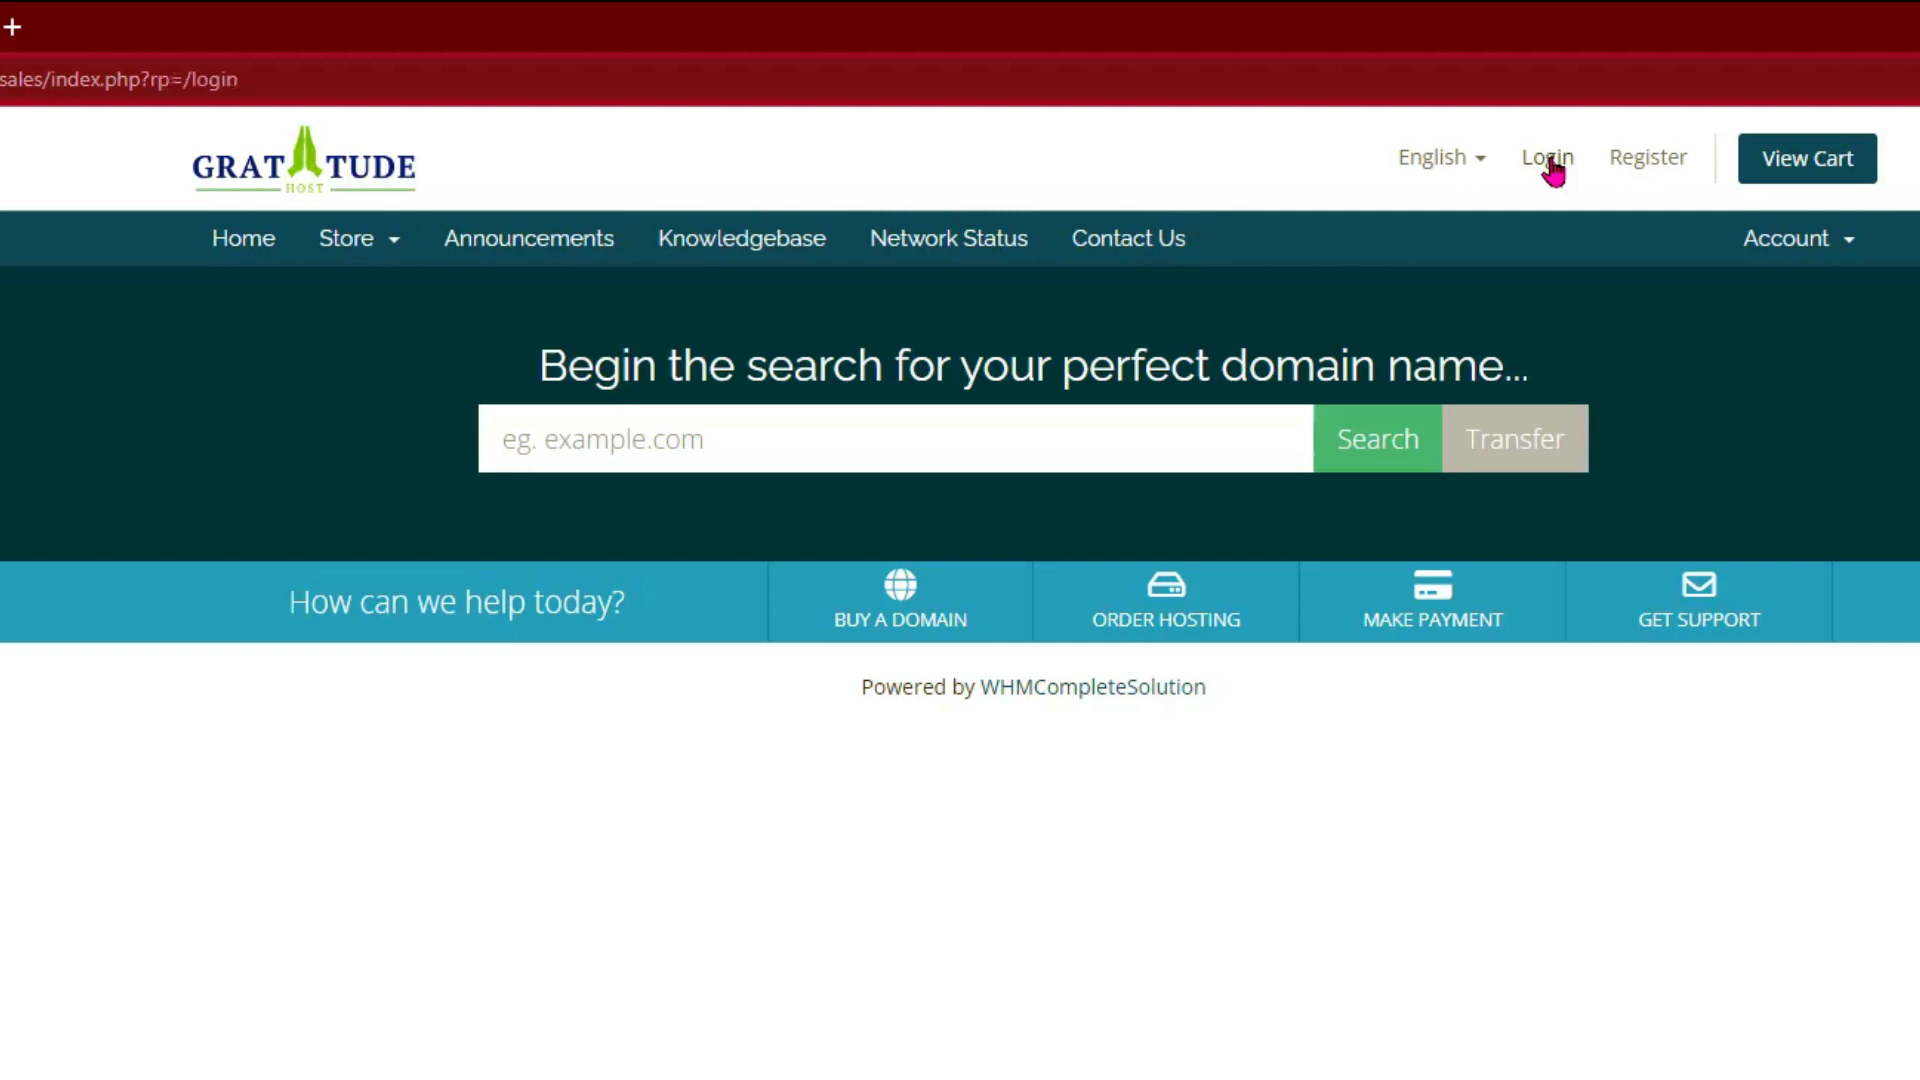 +
sales/index.php?rp=/login
GRATITUDE
HOST
English Login Register View Cart
Home Store Announcements Knowledgebase Network Status Contact Us Account
Begin the search for your perfect domain name...
eg. example.com Search Transfer
How can we help today? BUY A DOMAIN ORDER HOSTING MAKE PAYMENT GET SUPPORT
Powered by WHMCompleteSolution